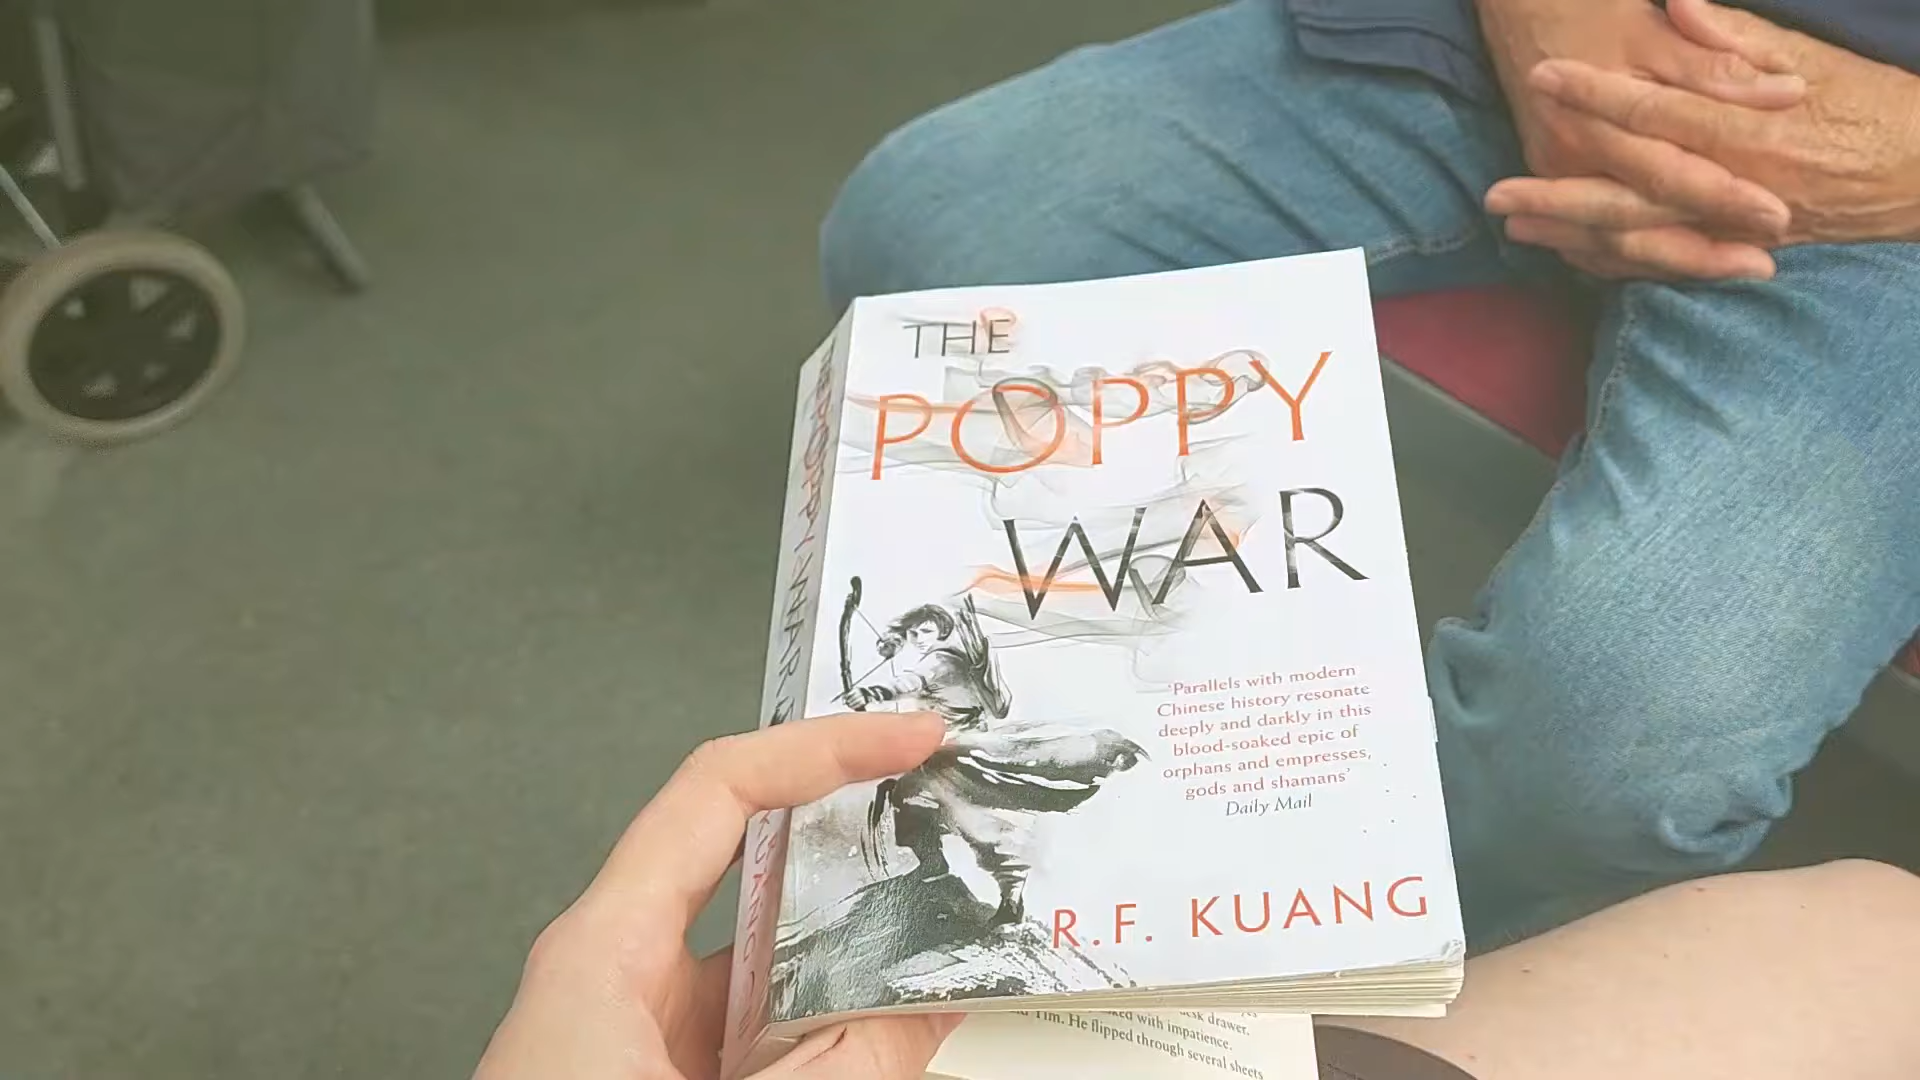 THE
POPPY
WAR
'Parallels with modern
Chinese history resonate
deeply and darkly in this
blood-soaked epic of
orphans and empresses,
gods and shamans'
Daily Mail
R.F. KUANG
THE POPPY WAR
KUANG
desk drawer.
with impatience.
Tim. He flipped through several sheets